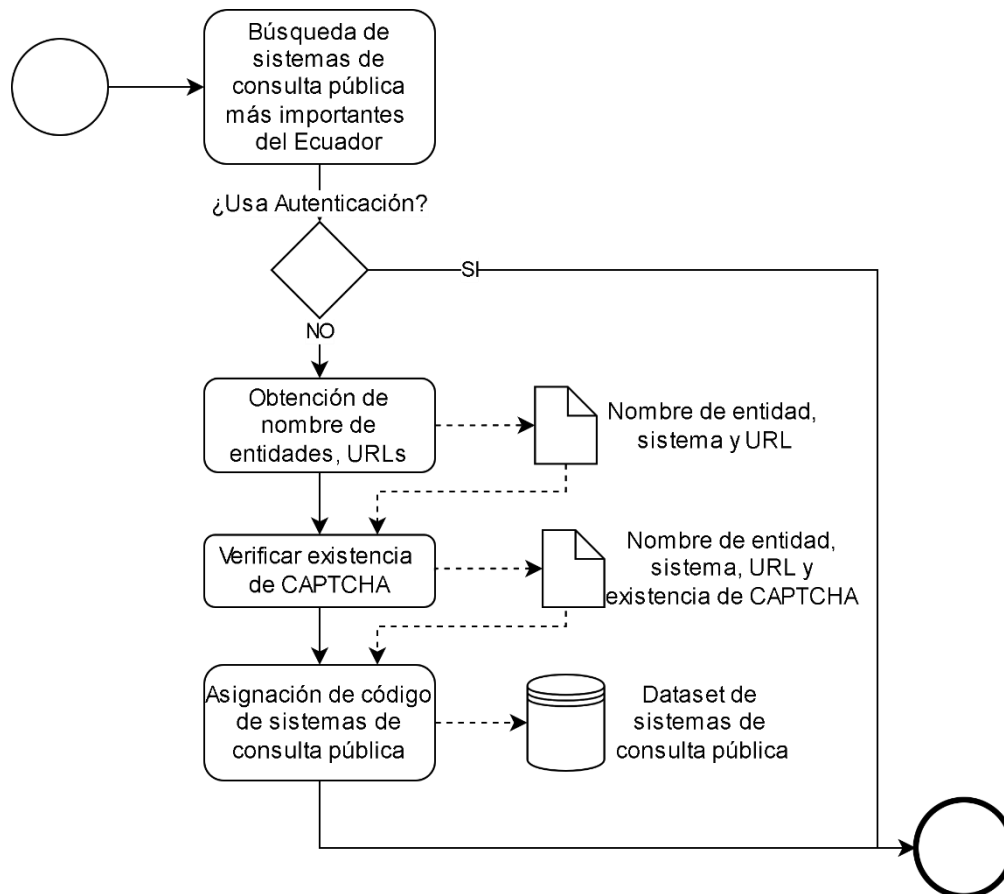 Búsqueda de
sistemas de
consulta pública
más importantes
del Ecuador
¿Usa Autenticación?
SI
NO
Obtención de
nombre de
entidades, URLs
Nombre de entidad,
sistema y URL
Verificar existencia
de CAPTCHA
Nombre de entidad,
sistema, URL y
existencia de CAPTCHA
Asignación de código
de sistemas de
consulta pública
Dataset de
sistemas de
consulta pública